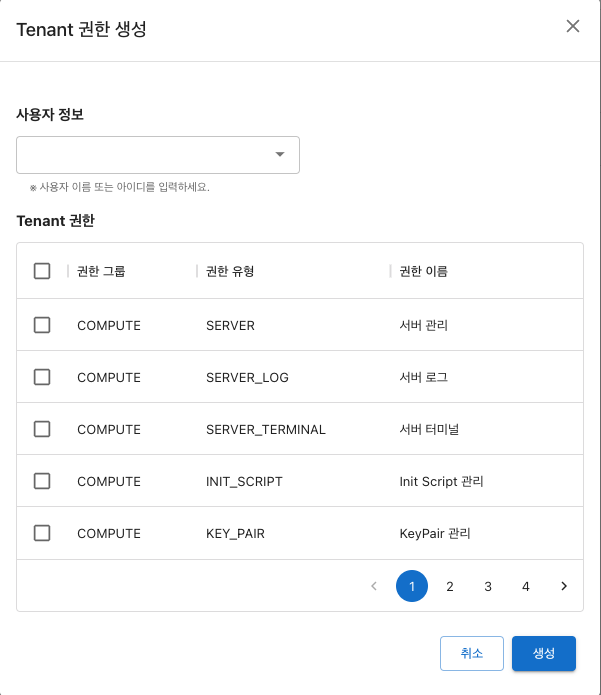 Tenant 권한 생성
사용자 정보
※ 사용자 이름 또는 아이디를 입력하세요.
Tenant 권한
권한 그룹 권한 유형 권한 이름
COMPUTE SERVER 서버 관리
COMPUTE SERVER_LOG 서버 로그
COMPUTE SERVER_TERMINAL 서버 터미널
COMPUTE INIT_SCRIPT Init Script 관리
COMPUTE KEY_PAIR KeyPair 관리
1 2 3 4
취소 생성